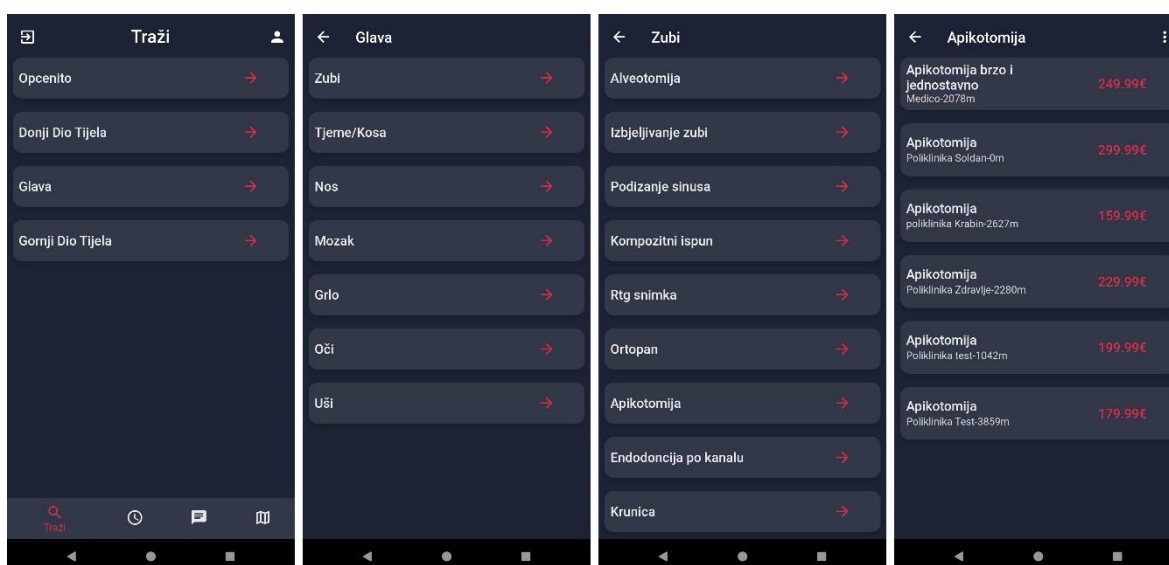 Traži
Opcenito
Donji Dio Tijela
Glava
Gornji Dio Tijela
Traži
Glava
Zubi
Tjeme/Kosa
Nos
Mozak
Grlo
Oči
Uši
Zubi
Alveotomija
Izbjeljivanje zubi
Podizanje sinusa
Kompozitni ispun
Rtg snimka
Ortopan
Apikotomija
Endodoncija po kanalu
Krunica
Apikotomija
Apikotomija brzo i
jednostavno
Medico-2078m
249.99€
Apikotomija
Poliklinika Soldan-0m
299.99€
Apikotomija
poliklinika Krabin-2627m
159.99€
Apikotomija
Poliklinika Zdravlje-2280m
229.99€
Apikotomija
Poliklinika test-1042m
199.99€
Apikotomija
Poliklinika Test-3859m
179.99€